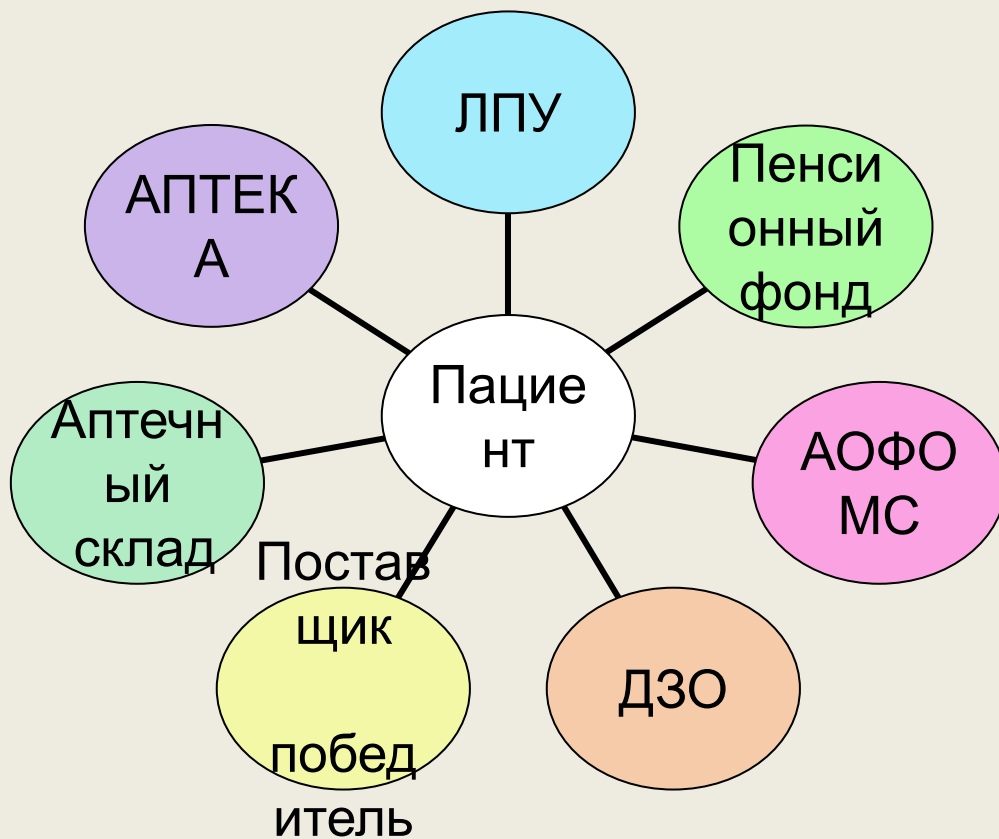 ЛПУ
Пенси
онный
фонд
АПТЕК
А
Пацие
нт
Аптечн
ый
склад
АОФО
МС
Постав
щик
побед
итель
ДЗО